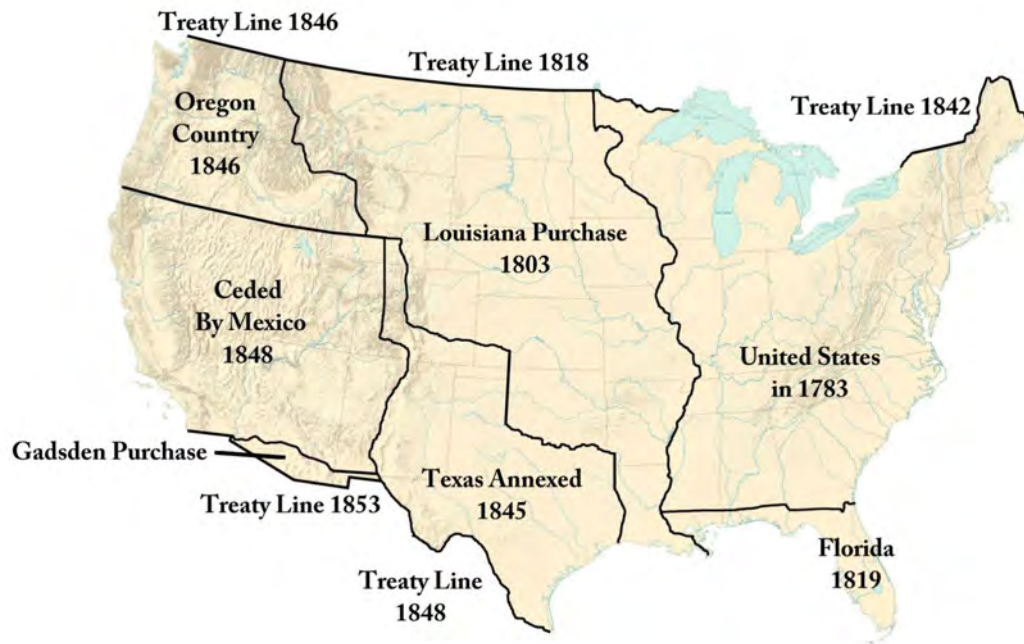 Treaty Line 1846
Treaty Line 1818
Treaty Line 1842
Oregon
Country
1846
Louisiana Purchase
1803
Ceded
By Mexico
1848
United States
in 1783
Gadsden Purchase
Treaty Line 1853
Texas Annexed
1845
Treaty Line
1848
Florida
1819